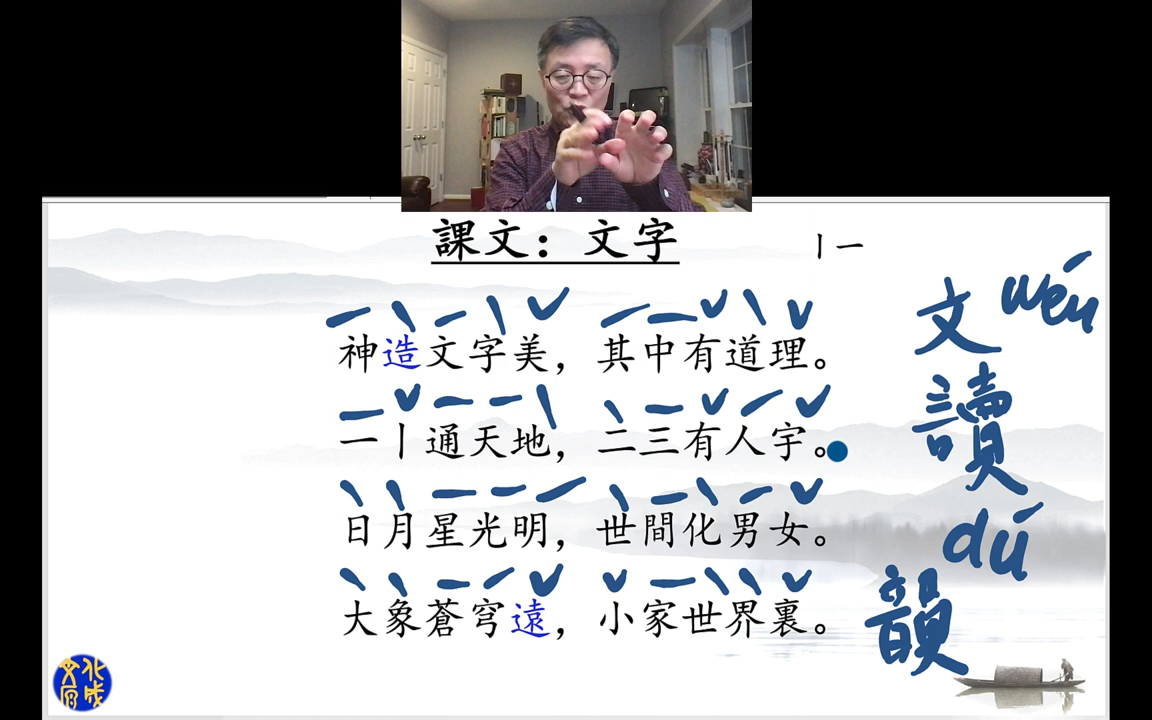 課文：文字
丨一
神造文字美，其中有道理。
一丨通天地，二三有人宇。
日月星光明，世間化男女。
大象蒼穹遠，小家世界裏。
文 wén
讀
dú
韻